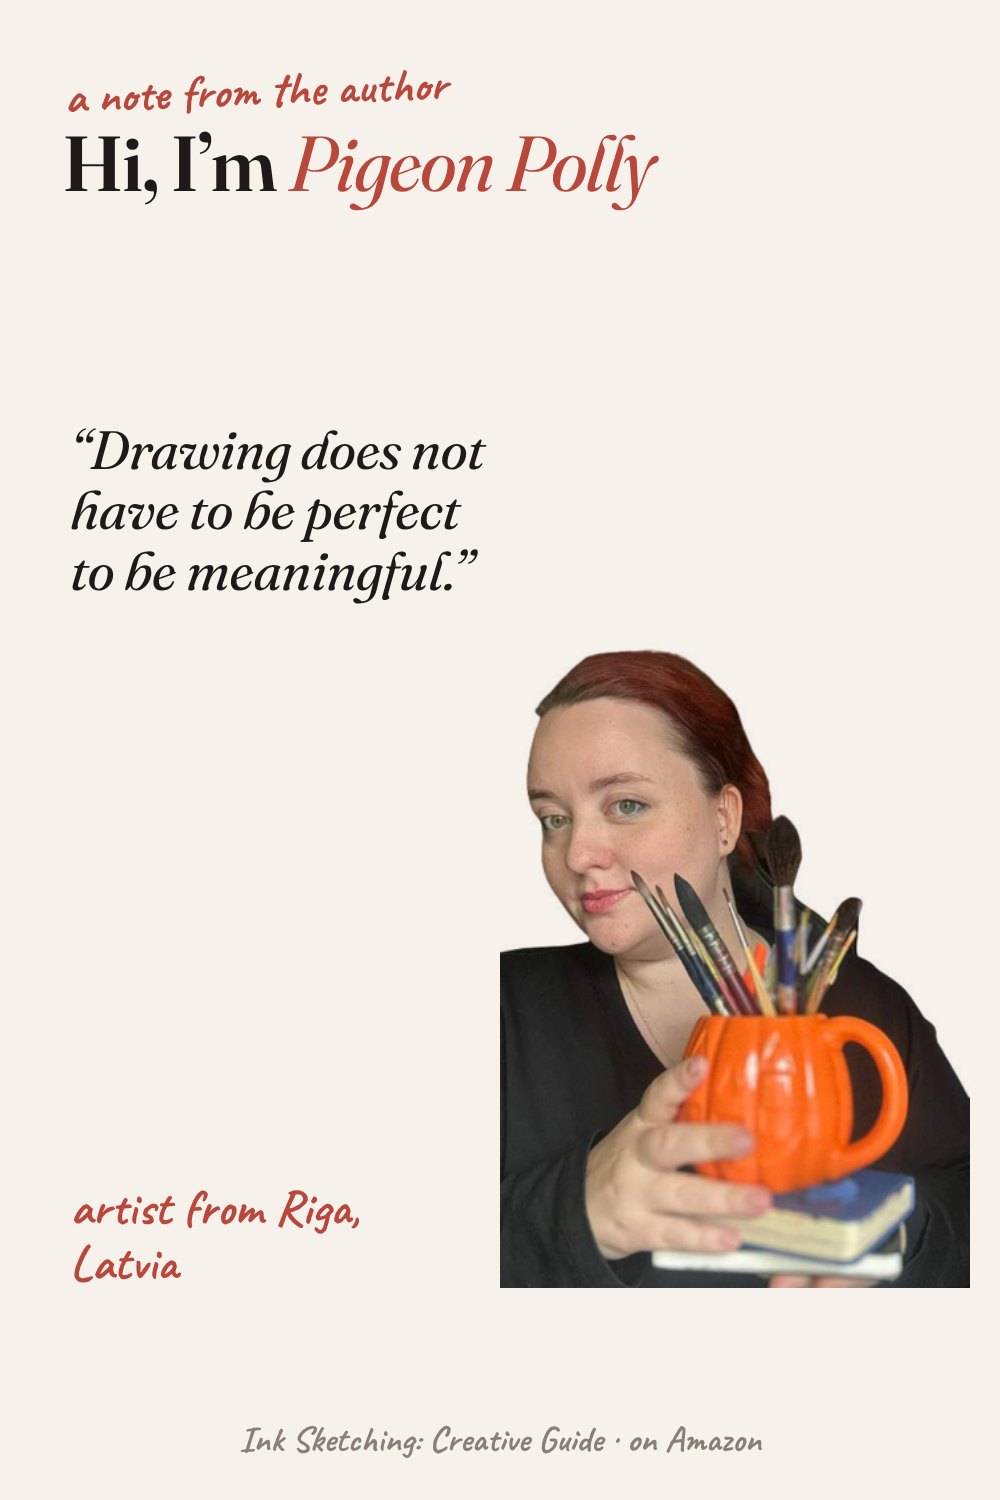 a note from the author
Hi, I’m Pigeon Polly
“Drawing does not
have to be perfect
to be meaningful.”
artist from Riga,
Latvia
Ink Sketching: Creative Guide · on Amazon